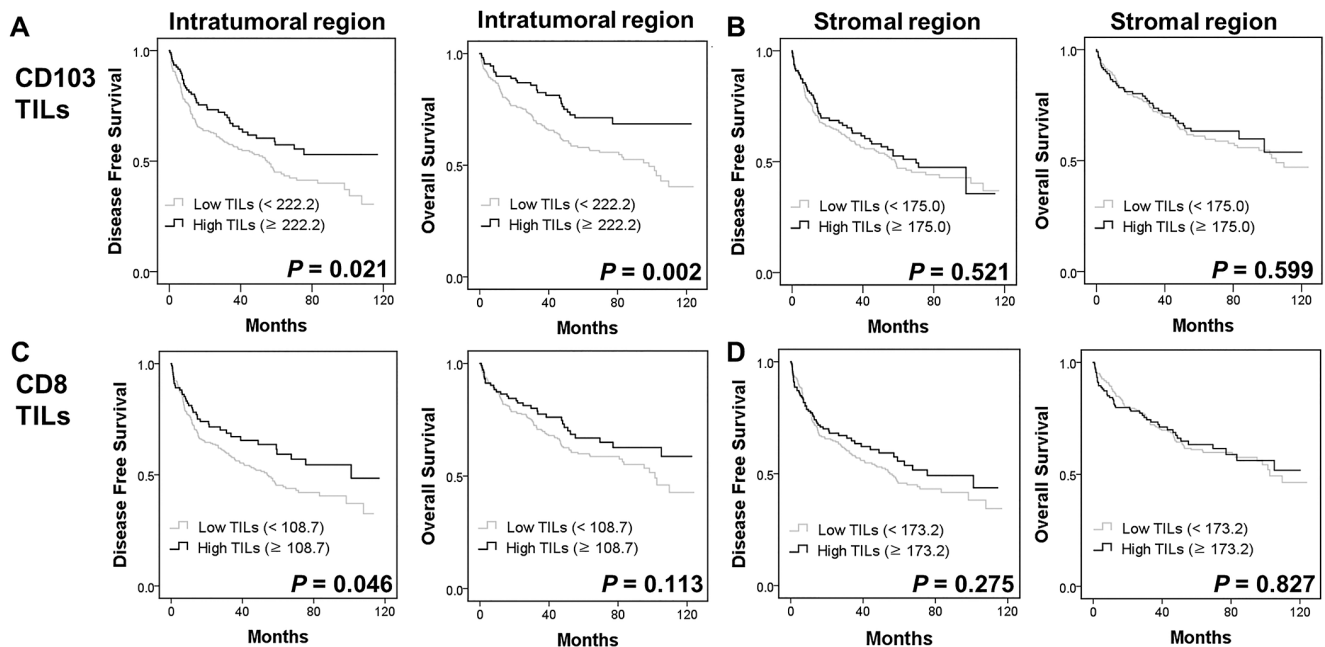 A
Intratumoral region
Intratumoral region
CD103
TILs
1.0
0.5
0.0
Disease Free Survival
Low TILs (< 222.2)
High TILs (≥ 222.2)
P = 0.021
0 40 80 120
Months
1.0
0.5
0.0
Overall Survival
Low TILs (< 222.2)
High TILs (≥ 222.2)
P = 0.002
0 40 80 120
Months
B
Stromal region
Stromal region
1.0
0.5
0.0
Disease Free Survival
Low TILs (< 175.0)
High TILs (≥ 175.0)
P = 0.521
0 40 80 120
Months
1.0
0.5
0.0
Overall Survival
Low TILs (< 175.0)
High TILs (≥ 175.0)
P = 0.599
0 40 80 120
Months
C
CD8
TILs
1.0
0.5
0.0
Disease Free Survival
Low TILs (< 108.7)
High TILs (≥ 108.7)
P = 0.046
0 40 80 120
Months
1.0
0.5
0.0
Overall Survival
Low TILs (< 108.7)
High TILs (≥ 108.7)
P = 0.113
0 40 80 120
Months
D
1.0
0.5
0.0
Disease Free Survival
Low TILs (< 173.2)
High TILs (≥ 173.2)
P = 0.275
0 40 80 120
Months
1.0
0.5
0.0
Overall Survival
Low TILs (< 173.2)
High TILs (≥ 173.2)
P = 0.827
0 40 80 120
Months